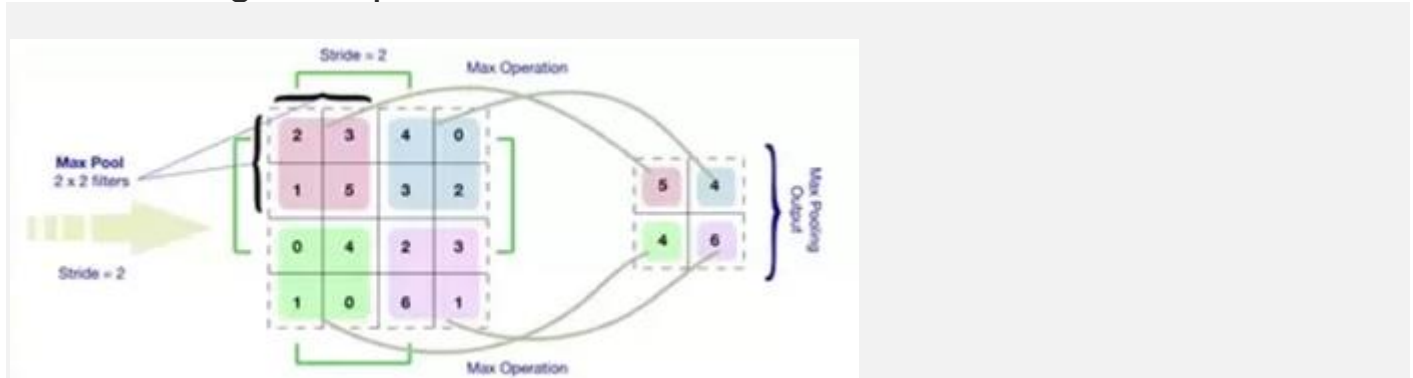 Stride = 2
Max Operation
Max Pool
2 x 2 filters
2 3 4 0
1 5 3 2
0 4 2 3
1 0 6 1
5 4
4 6
Max Pooling
Output
Stride = 2
Max Operation